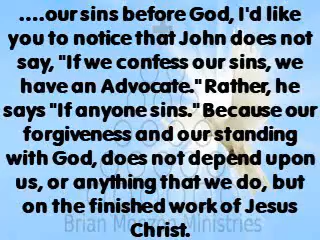 ....our sins before God, I'd like
you to notice that John does not
say, "If we confess our sins, we
have an Advocate." Rather, he
says "If anyone sins." Because our
forgiveness and our standing
with God, does not depend upon
us, or anything that we do, but
on the finished work of Jesus
Christ.
Brian Ministries